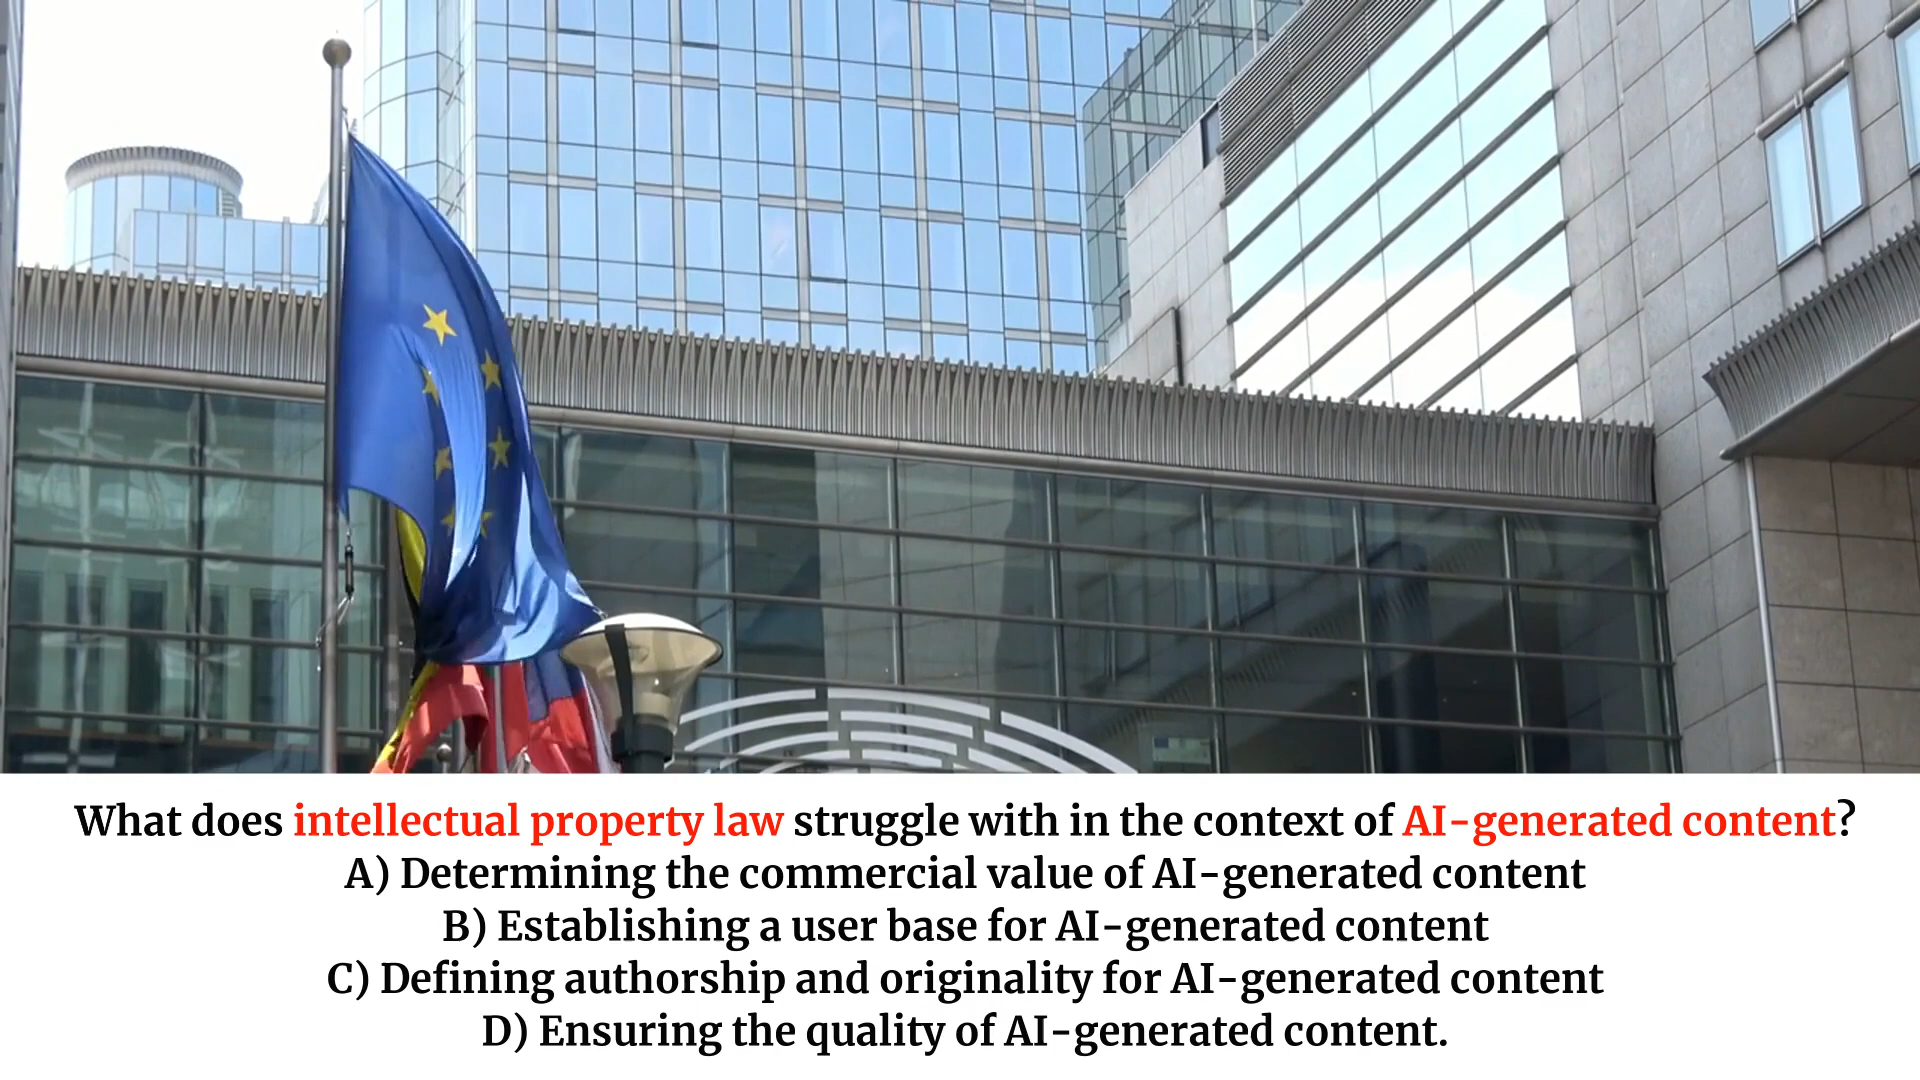 What does intellectual property law struggle with in the context of AI-generated content?
A) Determining the commercial value of AI-generated content
B) Establishing a user base for AI-generated content
C) Defining authorship and originality for AI-generated content
D) Ensuring the quality of AI-generated content.